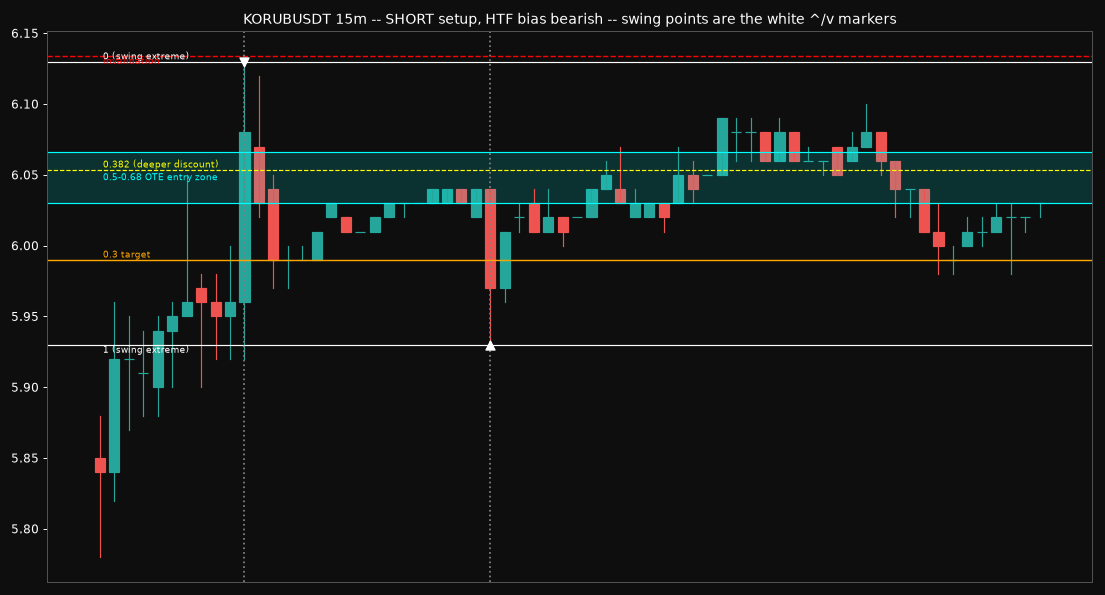 KORUBUSDT 15m -- SHORT setup, HTF bias bearish -- swing points are the white ^/v markers
6.15
0 (swing extreme)
6.10
0.382 (deeper discount)
6.05
0.5-0.68 OTE entry zone
6.00
0.3 target
5.95
1 (swing extreme)
5.90
5.85
5.80